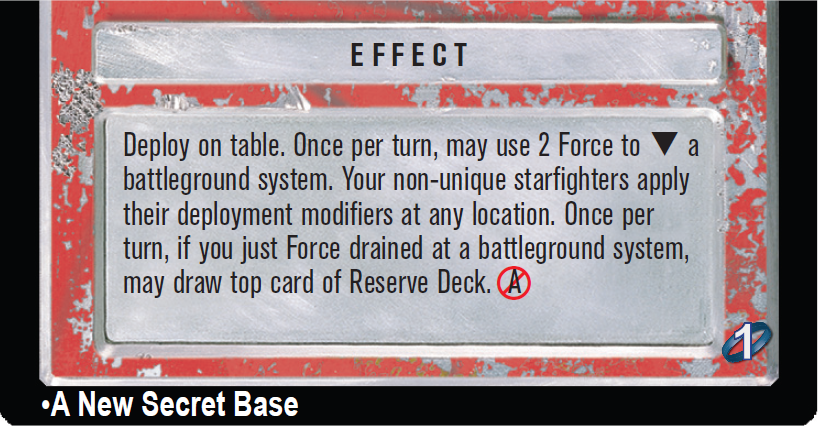 EFFECT
Deploy on table. Once per turn, may use 2 Force to ▼ a
battleground system. Your non-unique starfighters apply
their deployment modifiers at any location. Once per
turn, if you just Force drained at a battleground system,
may draw top card of Reserve Deck. A
1
•A New Secret Base